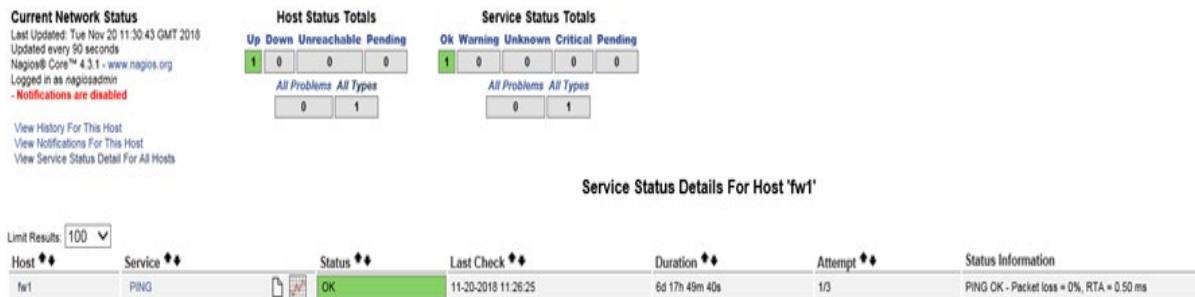 Current Network Status
Last Updated: Tue Nov 20 11:30:43 GMT 2018
Updated every 90 seconds
Nagios® Core™ 4.3.1 - www.nagios.org
Logged in as nagiosadmin
- Notifications are disabled
View History For This Host
View Notifications For This Host
View Service Status Detail For All Hosts
Host Status Totals
Up Down Unreachable Pending
1 0 0 0
All Problems All Types
0 1
Service Status Totals
Ok Warning Unknown Critical Pending
1 0 0 0 0
All Problems All Types
0 1
Service Status Details For Host 'fw1'
Limit Results: 100
Host Service Status Last Check Duration Attempt Status Information
fw1 PING OK 11-20-2018 11:26:25 6d 17h 49m 40s 1/3 PING OK - Packet loss = 0%, RTA = 0.50 ms